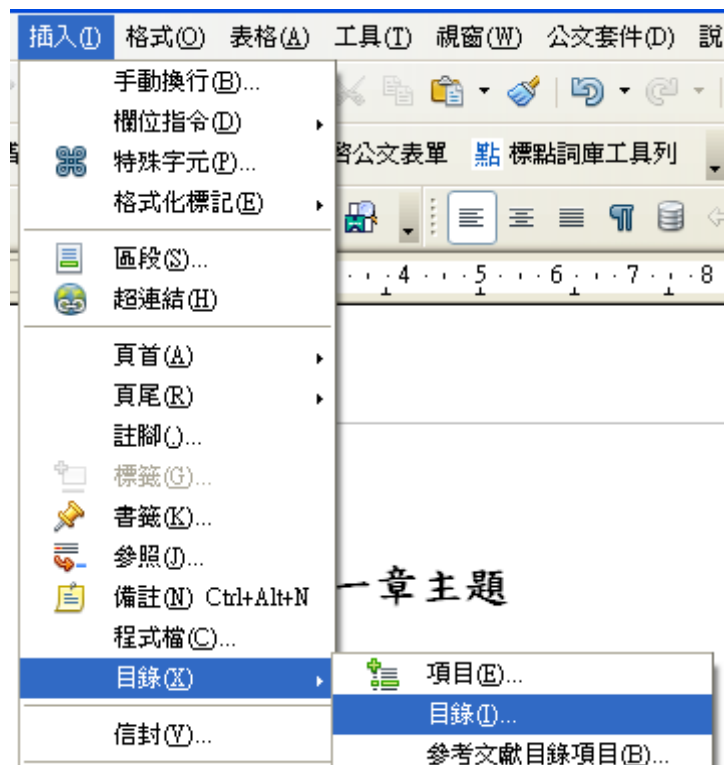 插入(I) 格式(O) 表格(A) 工具(T) 視窗(W) 公文套件(D) 說
手動換行(B)...
欄位指令(D)
公文表單 點 標點詞庫工具列
特殊字元(P)...
格式化標記(E)
區段(S)...
4 5 6 7 8
超連結(H)
頁首(A)
頁尾(R)
註腳()...
標籤(G)...
書籤(K)...
參照(J)...
一章主題
備註(N) Ctrl+Alt+N
程式檔(C)...
目錄(X)
項目(E)...
目錄(I)...
信封(V)...
參考文獻目錄項目(B)...